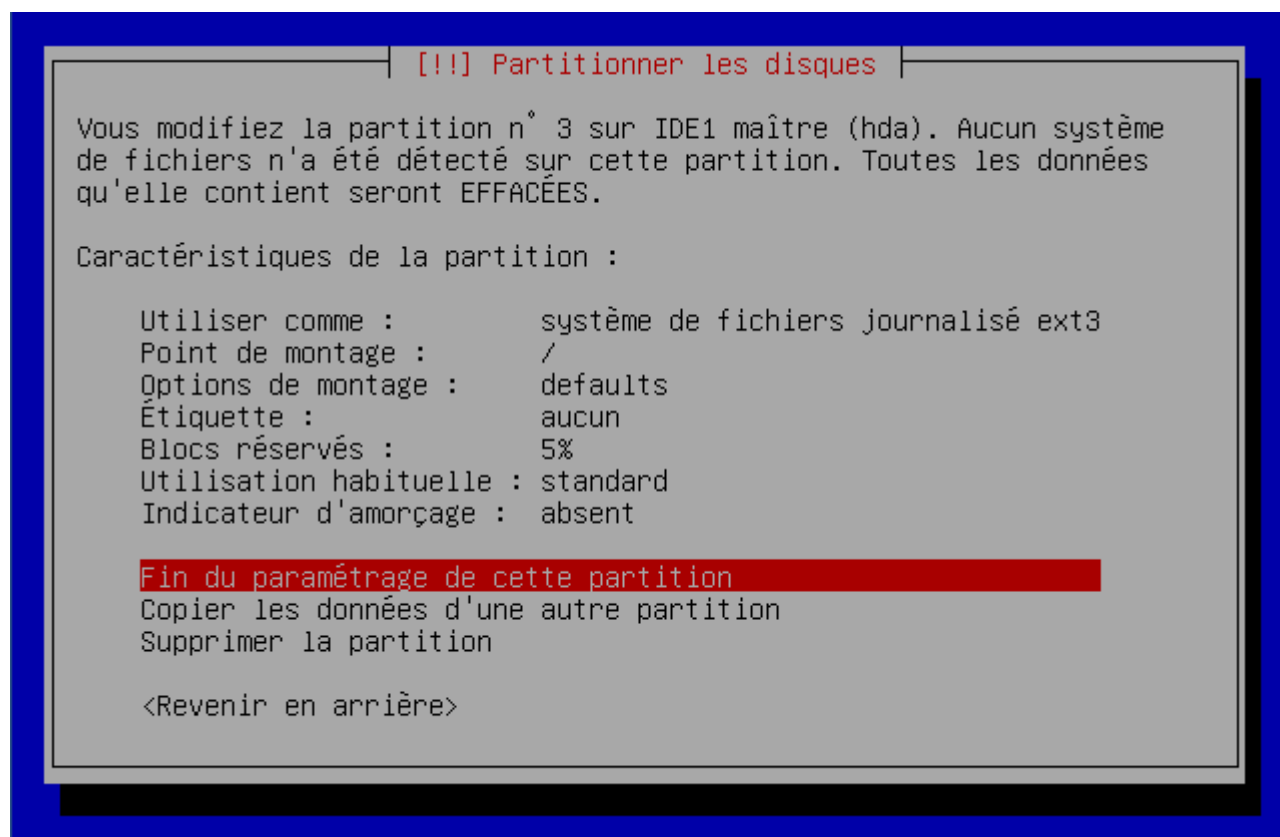 [!!] Partitionner les disques
Vous modifiez la partition n° 3 sur IDE1 maître (hda). Aucun système
de fichiers n'a été détecté sur cette partition. Toutes les données
qu'elle contient seront EFFACÉES.
Caractéristiques de la partition :
Utiliser comme : système de fichiers journalisé ext3
Point de montage : /
Options de montage : defaults
Étiquette : aucun
Blocs réservés : 5%
Utilisation habituelle : standard
Indicateur d'amorçage : absent
Fin du paramétrage de cette partition
Copier les données d'une autre partition
Supprimer la partition
<Revenir en arrière>